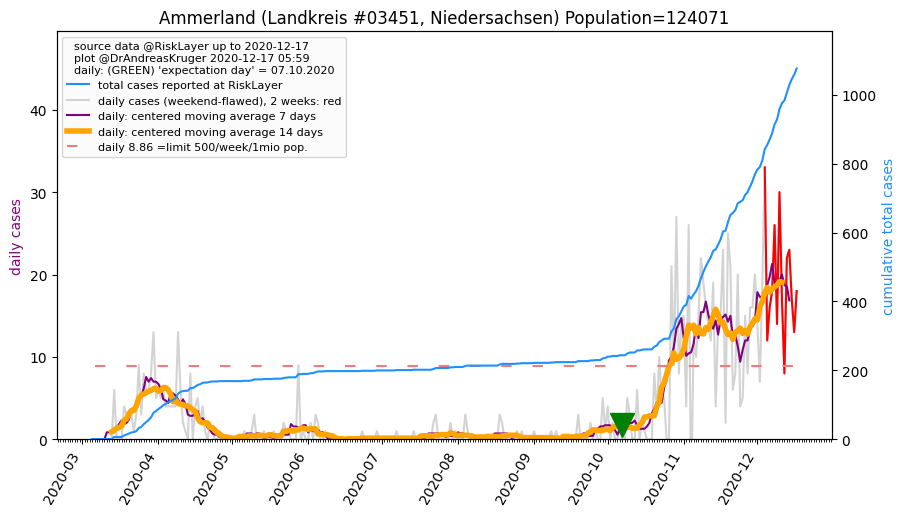 Ammerland (Landkreis #03451, Niedersachsen) Population=124071
source data @RiskLayer up to 2020-12-17
plot @DrAndreasKruger 2020-12-17 05:59
daily: (GREEN) 'expectation day' = 07.10.2020
total cases reported at RiskLayer
daily cases (weekend-flawed), 2 weeks: red
daily: centered moving average 7 days
daily: centered moving average 14 days
daily 8.86 =limit 500/week/1mio pop.
daily cases
40
30
20
10
0
cumulative total cases
1000
800
600
400
200
0
2020-03
2020-04
2020-05
2020-06
2020-07
2020-08
2020-09
2020-10
2020-11
2020-12